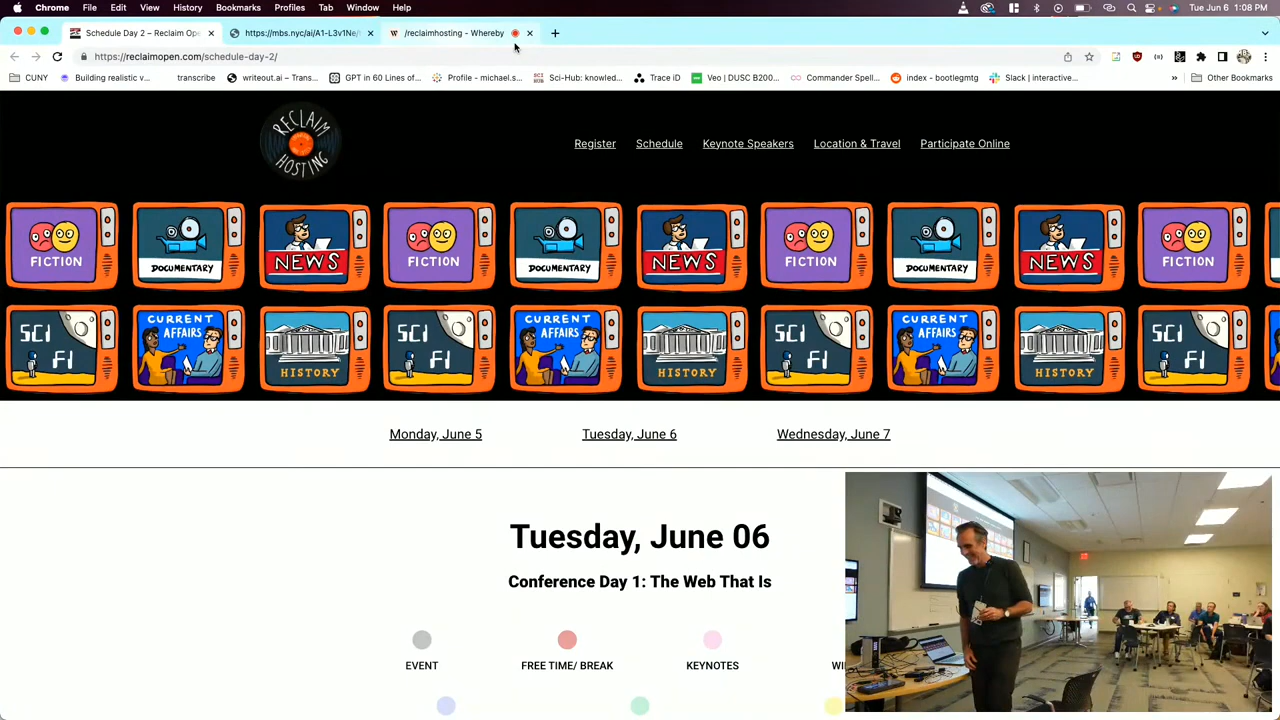 Chrome File Edit View History Bookmarks Profiles Tab Window Help Tue Jun 6 1:08 PM
Schedule Day 2 – Reclaim Ope https://mbs.nyc/ai/A1-L3v1Ne/ /reclaimhosting - Whereby
https://reclaimopen.com/schedule-day-2/
CUNY Building realistic v... transcribe writeout.ai – Trans... GPT in 60 Lines of... Profile - michael.s... Sci-Hub: knowled... Trace iD Veo | DUSC B200... Commander Spell... index - bootlegmtg Slack | interactive... » Other Bookmarks
RECLAIM HOSTING
Register Schedule Keynote Speakers Location & Travel Participate Online
FICTION DOCUMENTARY NEWS FICTION DOCUMENTARY NEWS FICTION DOCUMENTARY NEWS FICTION
SCI FI CURRENT AFFAIRS HISTORY SCI FI CURRENT AFFAIRS HISTORY SCI FI CURRENT AFFAIRS HISTORY SCI FI
Monday, June 5 Tuesday, June 6 Wednesday, June 7
Tuesday, June 06
Conference Day 1: The Web That Is
EVENT FREE TIME/ BREAK KEYNOTES